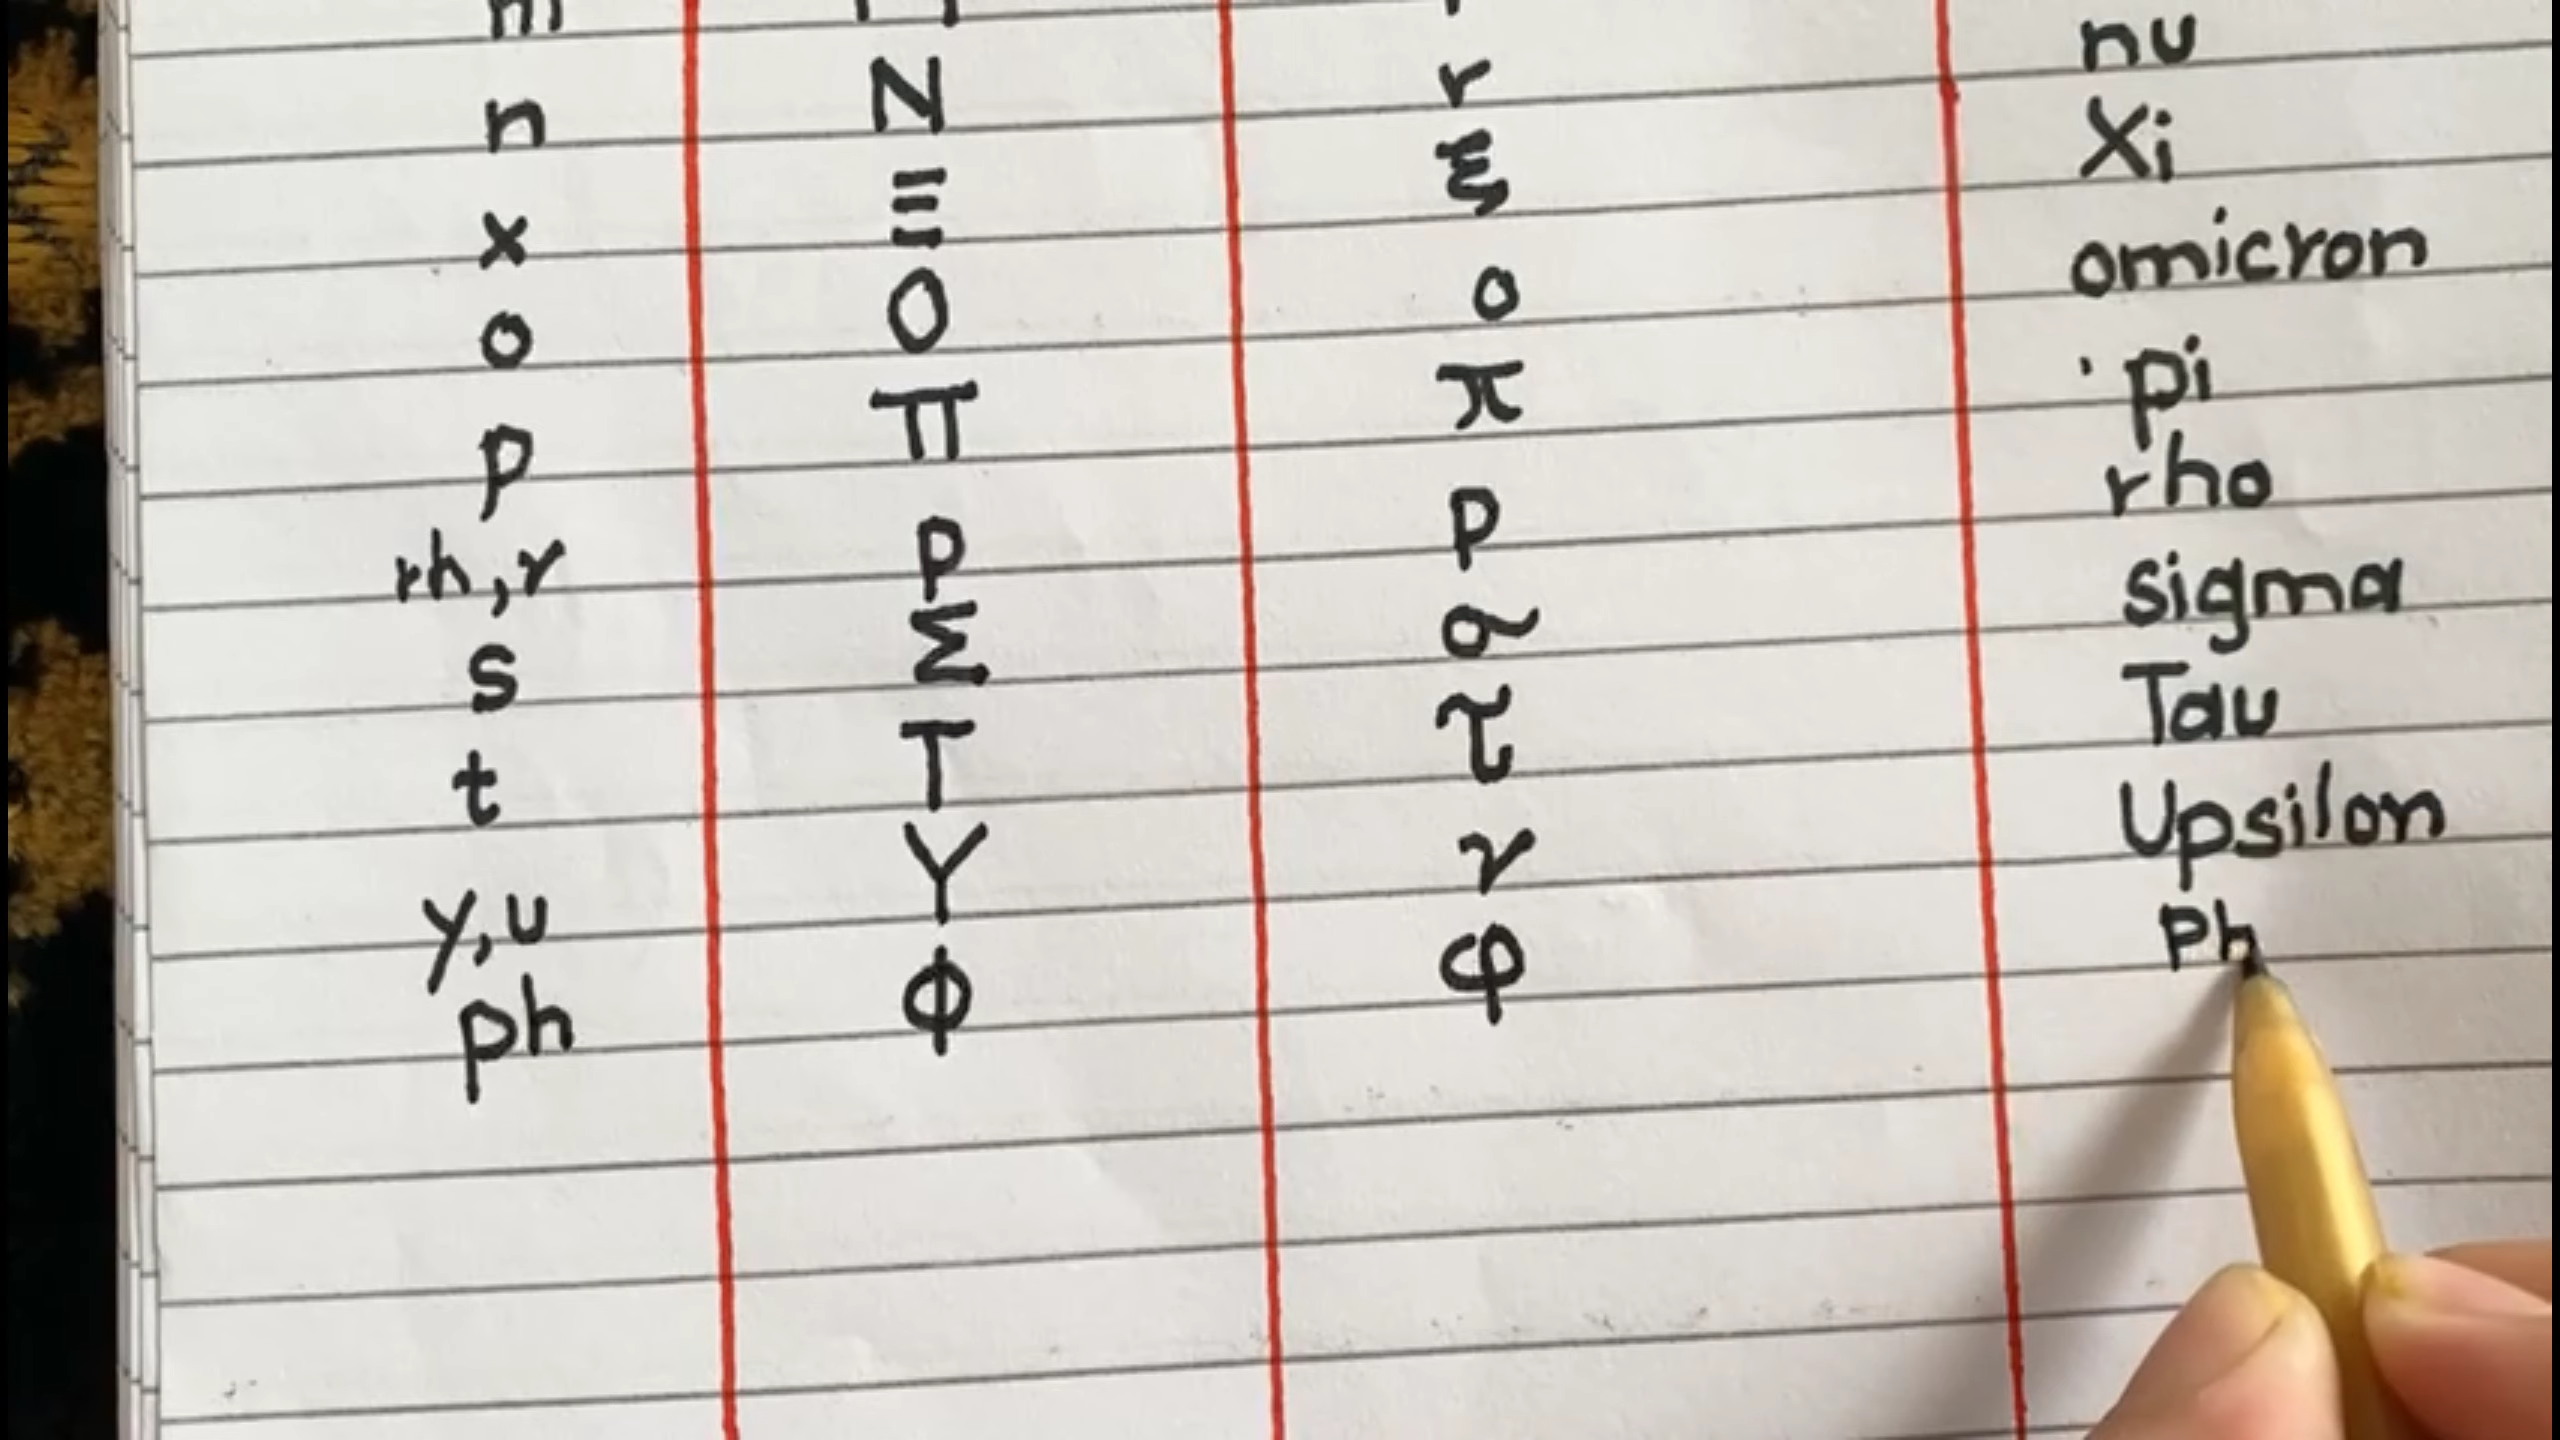 n N r nu
x Ξ ξ Xi
o O o omicron
p Π π pi
rh,r P p rho
s Σ σ sigma
t T τ Tau
y,u Y γ Upsilon
ph Φ φ Ph